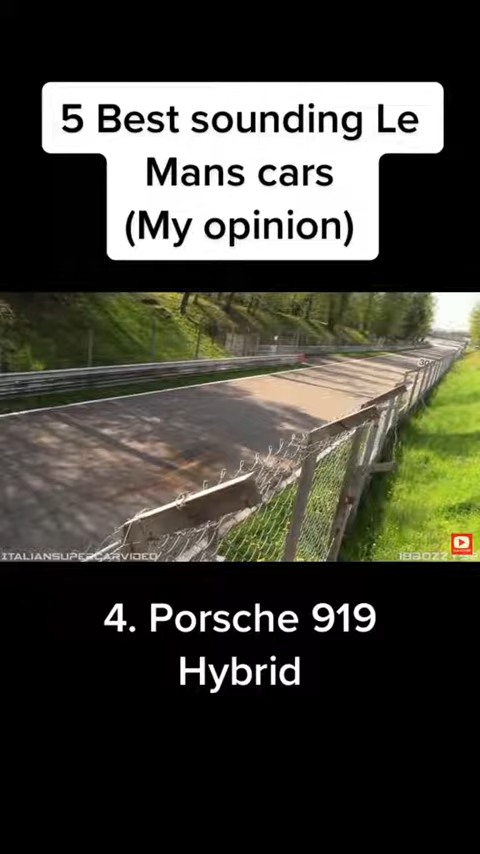 5 Best sounding Le
Mans cars
(My opinion)
ITALIANSUPERCARVIDEO
4. Porsche 919
Hybrid